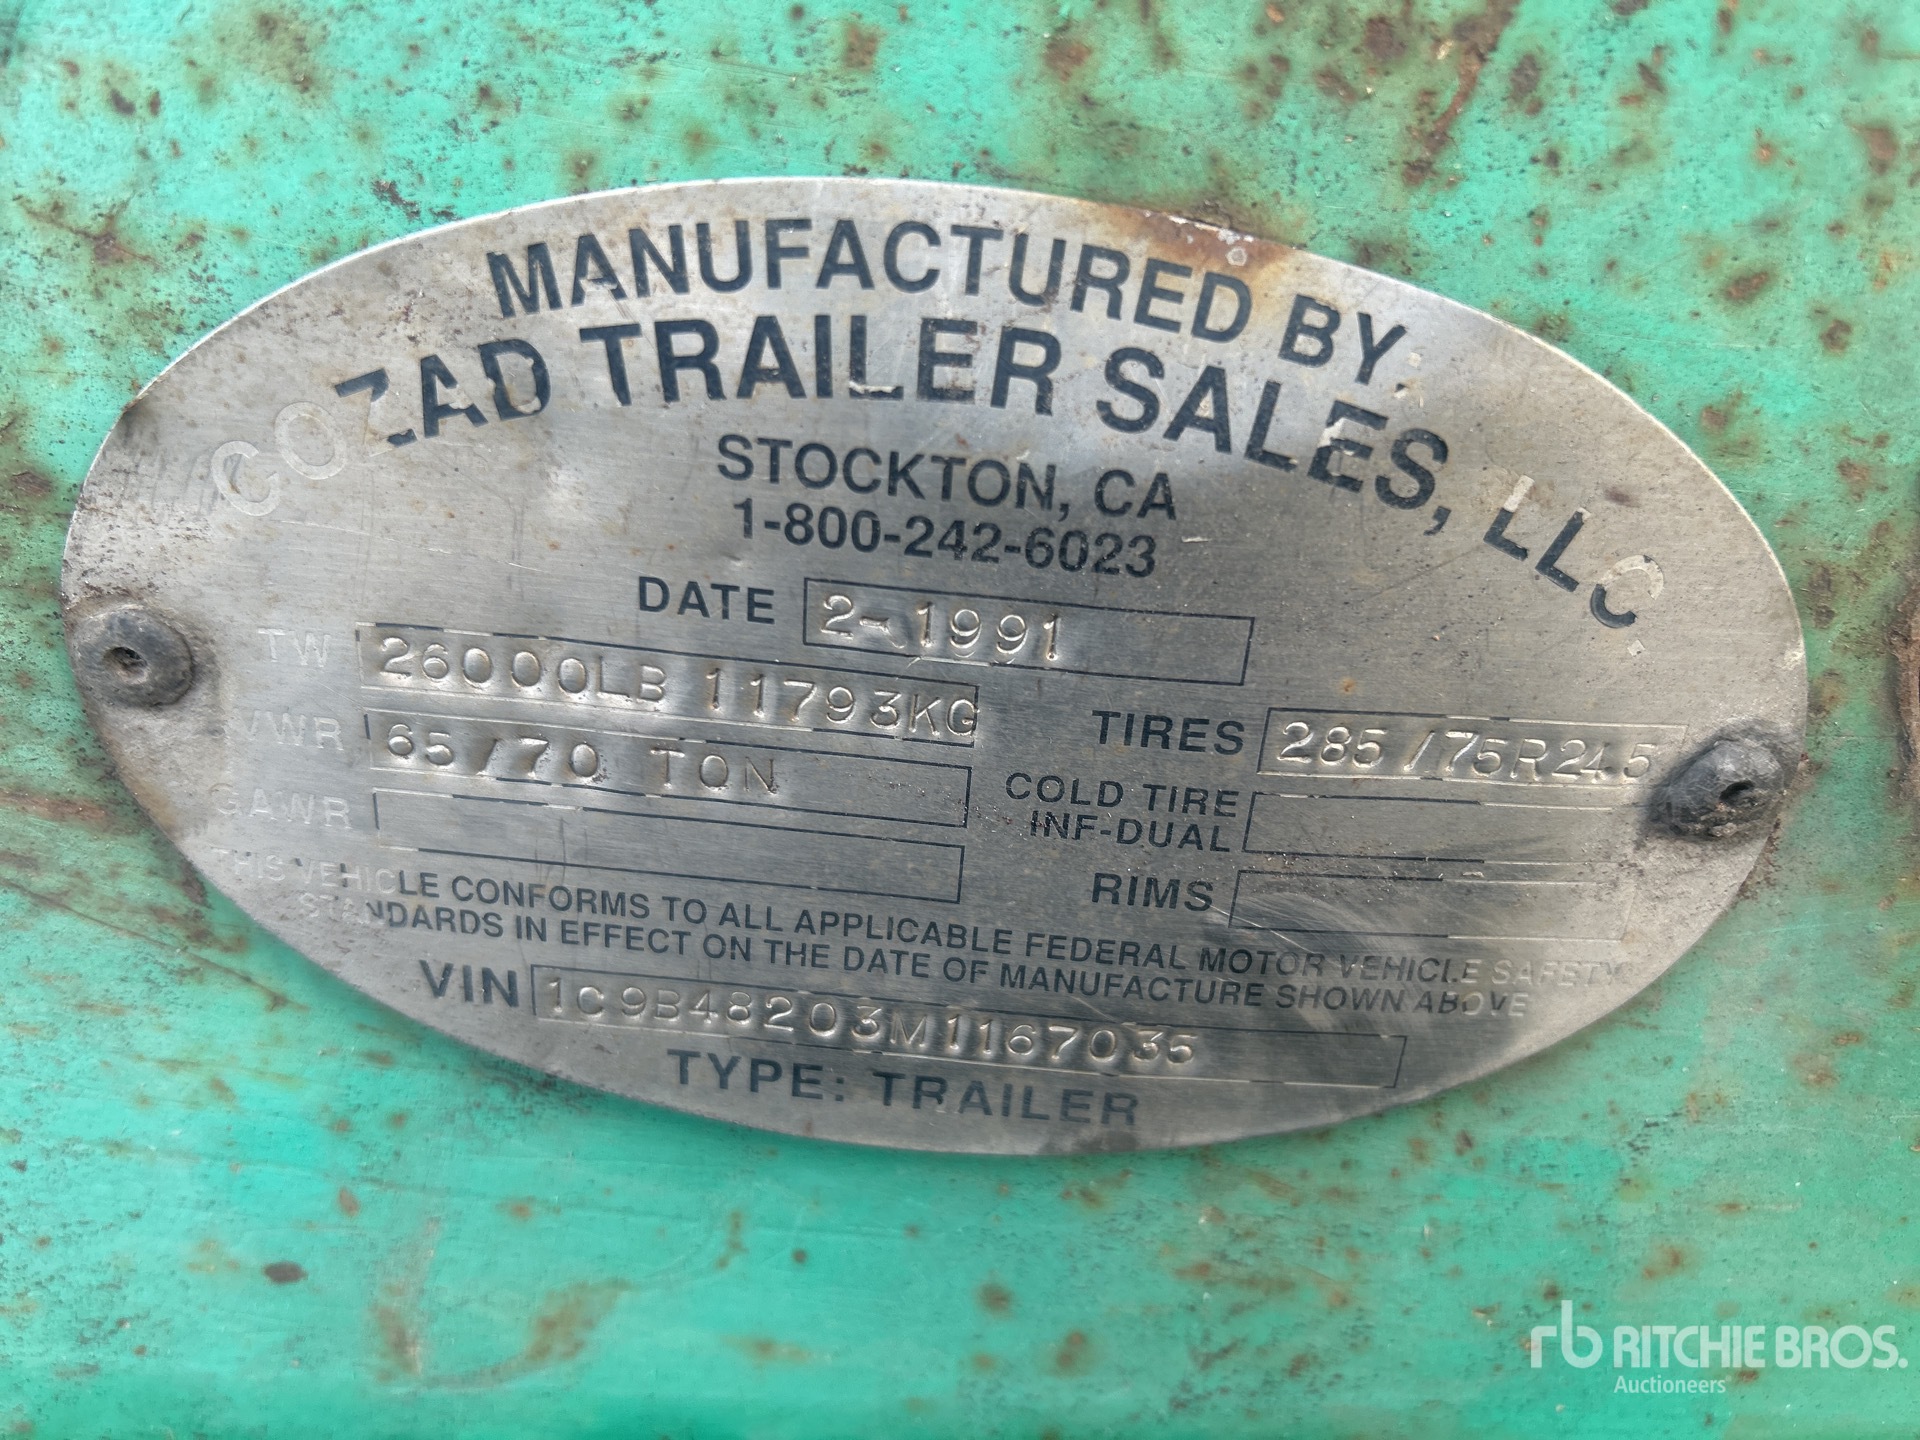 MANUFACTURED BY:
COZAD TRAILER SALES, LLC.
STOCKTON, CA
1-800-242-6023
DATE 2-1991
TW 26000LB 11793KG
VWR 65/70 TON
GAWR
TIRES 285/75R24.5
COLD TIRE
INF-DUAL
RIMS
THIS VEHICLE CONFORMS TO ALL APPLICABLE FEDERAL MOTOR VEHICLE SAFETY
STANDARDS IN EFFECT ON THE DATE OF MANUFACTURE SHOWN ABOVE
VIN 1C9B48203M1167035
TYPE: TRAILER
rb RITCHIE BROS.
Auctioneers